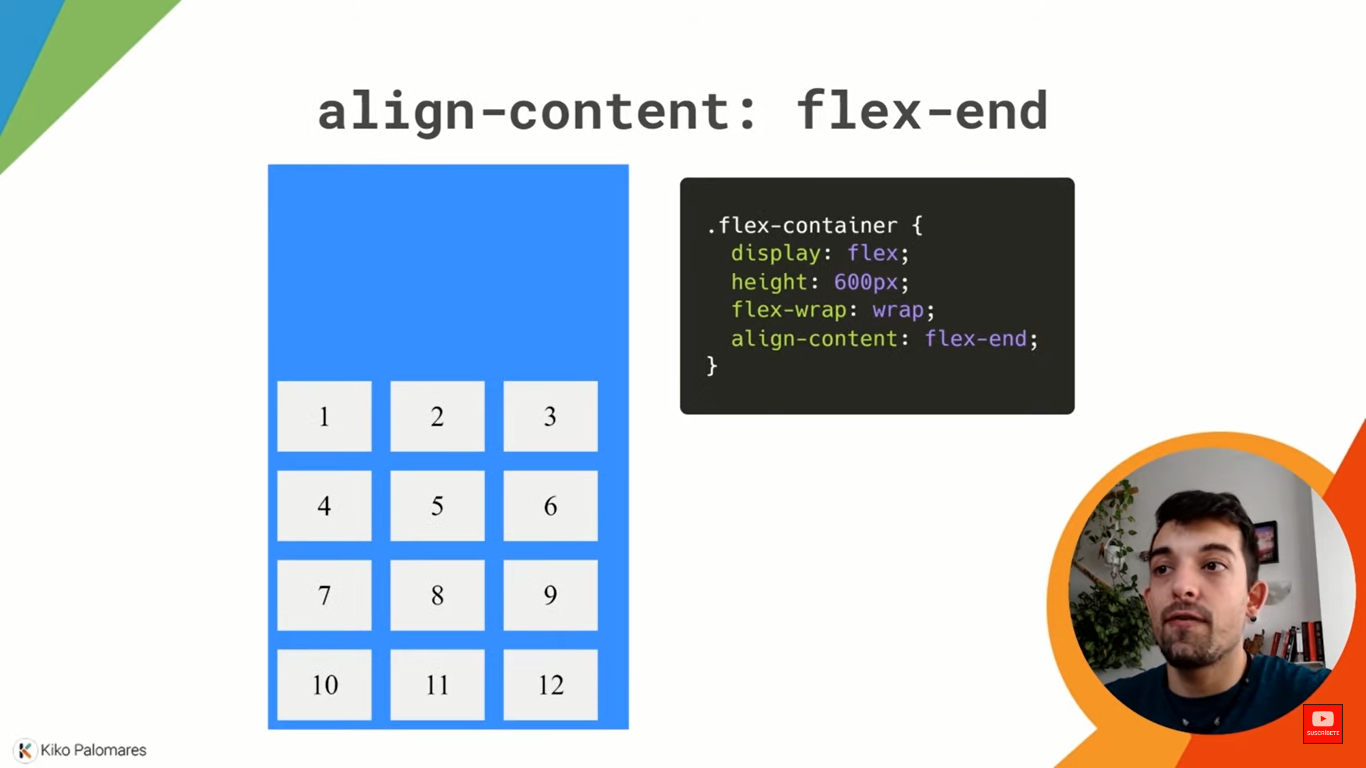 align-content: flex-end
.flex-container {
display: flex;
height: 600px;
flex-wrap: wrap;
align-content: flex-end;
}
1 2 3
4 5 6
7 8 9
10 11 12
Kiko Palomares
SUSCRÍBETE